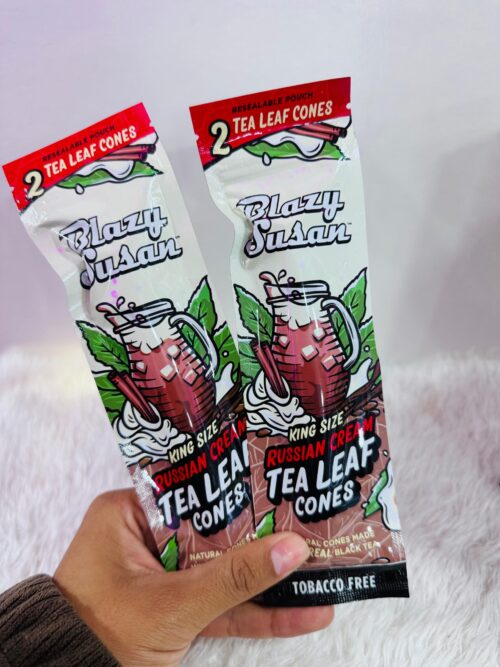 RESEALABLE POUCH
2 TEA LEAF CONES
Blazy
Susan
KING SIZE
RUSSIAN CREAM
TEA LEAF
CONES
NATURAL CONES
RESEALABLE POUCH
2 TEA LEAF CONES
Blazy
Susan
KING SIZE
RUSSIAN CREAM
TEA LEAF
CONES
CONES MADE
REAL BLACK TEA
TOBACCO FREE